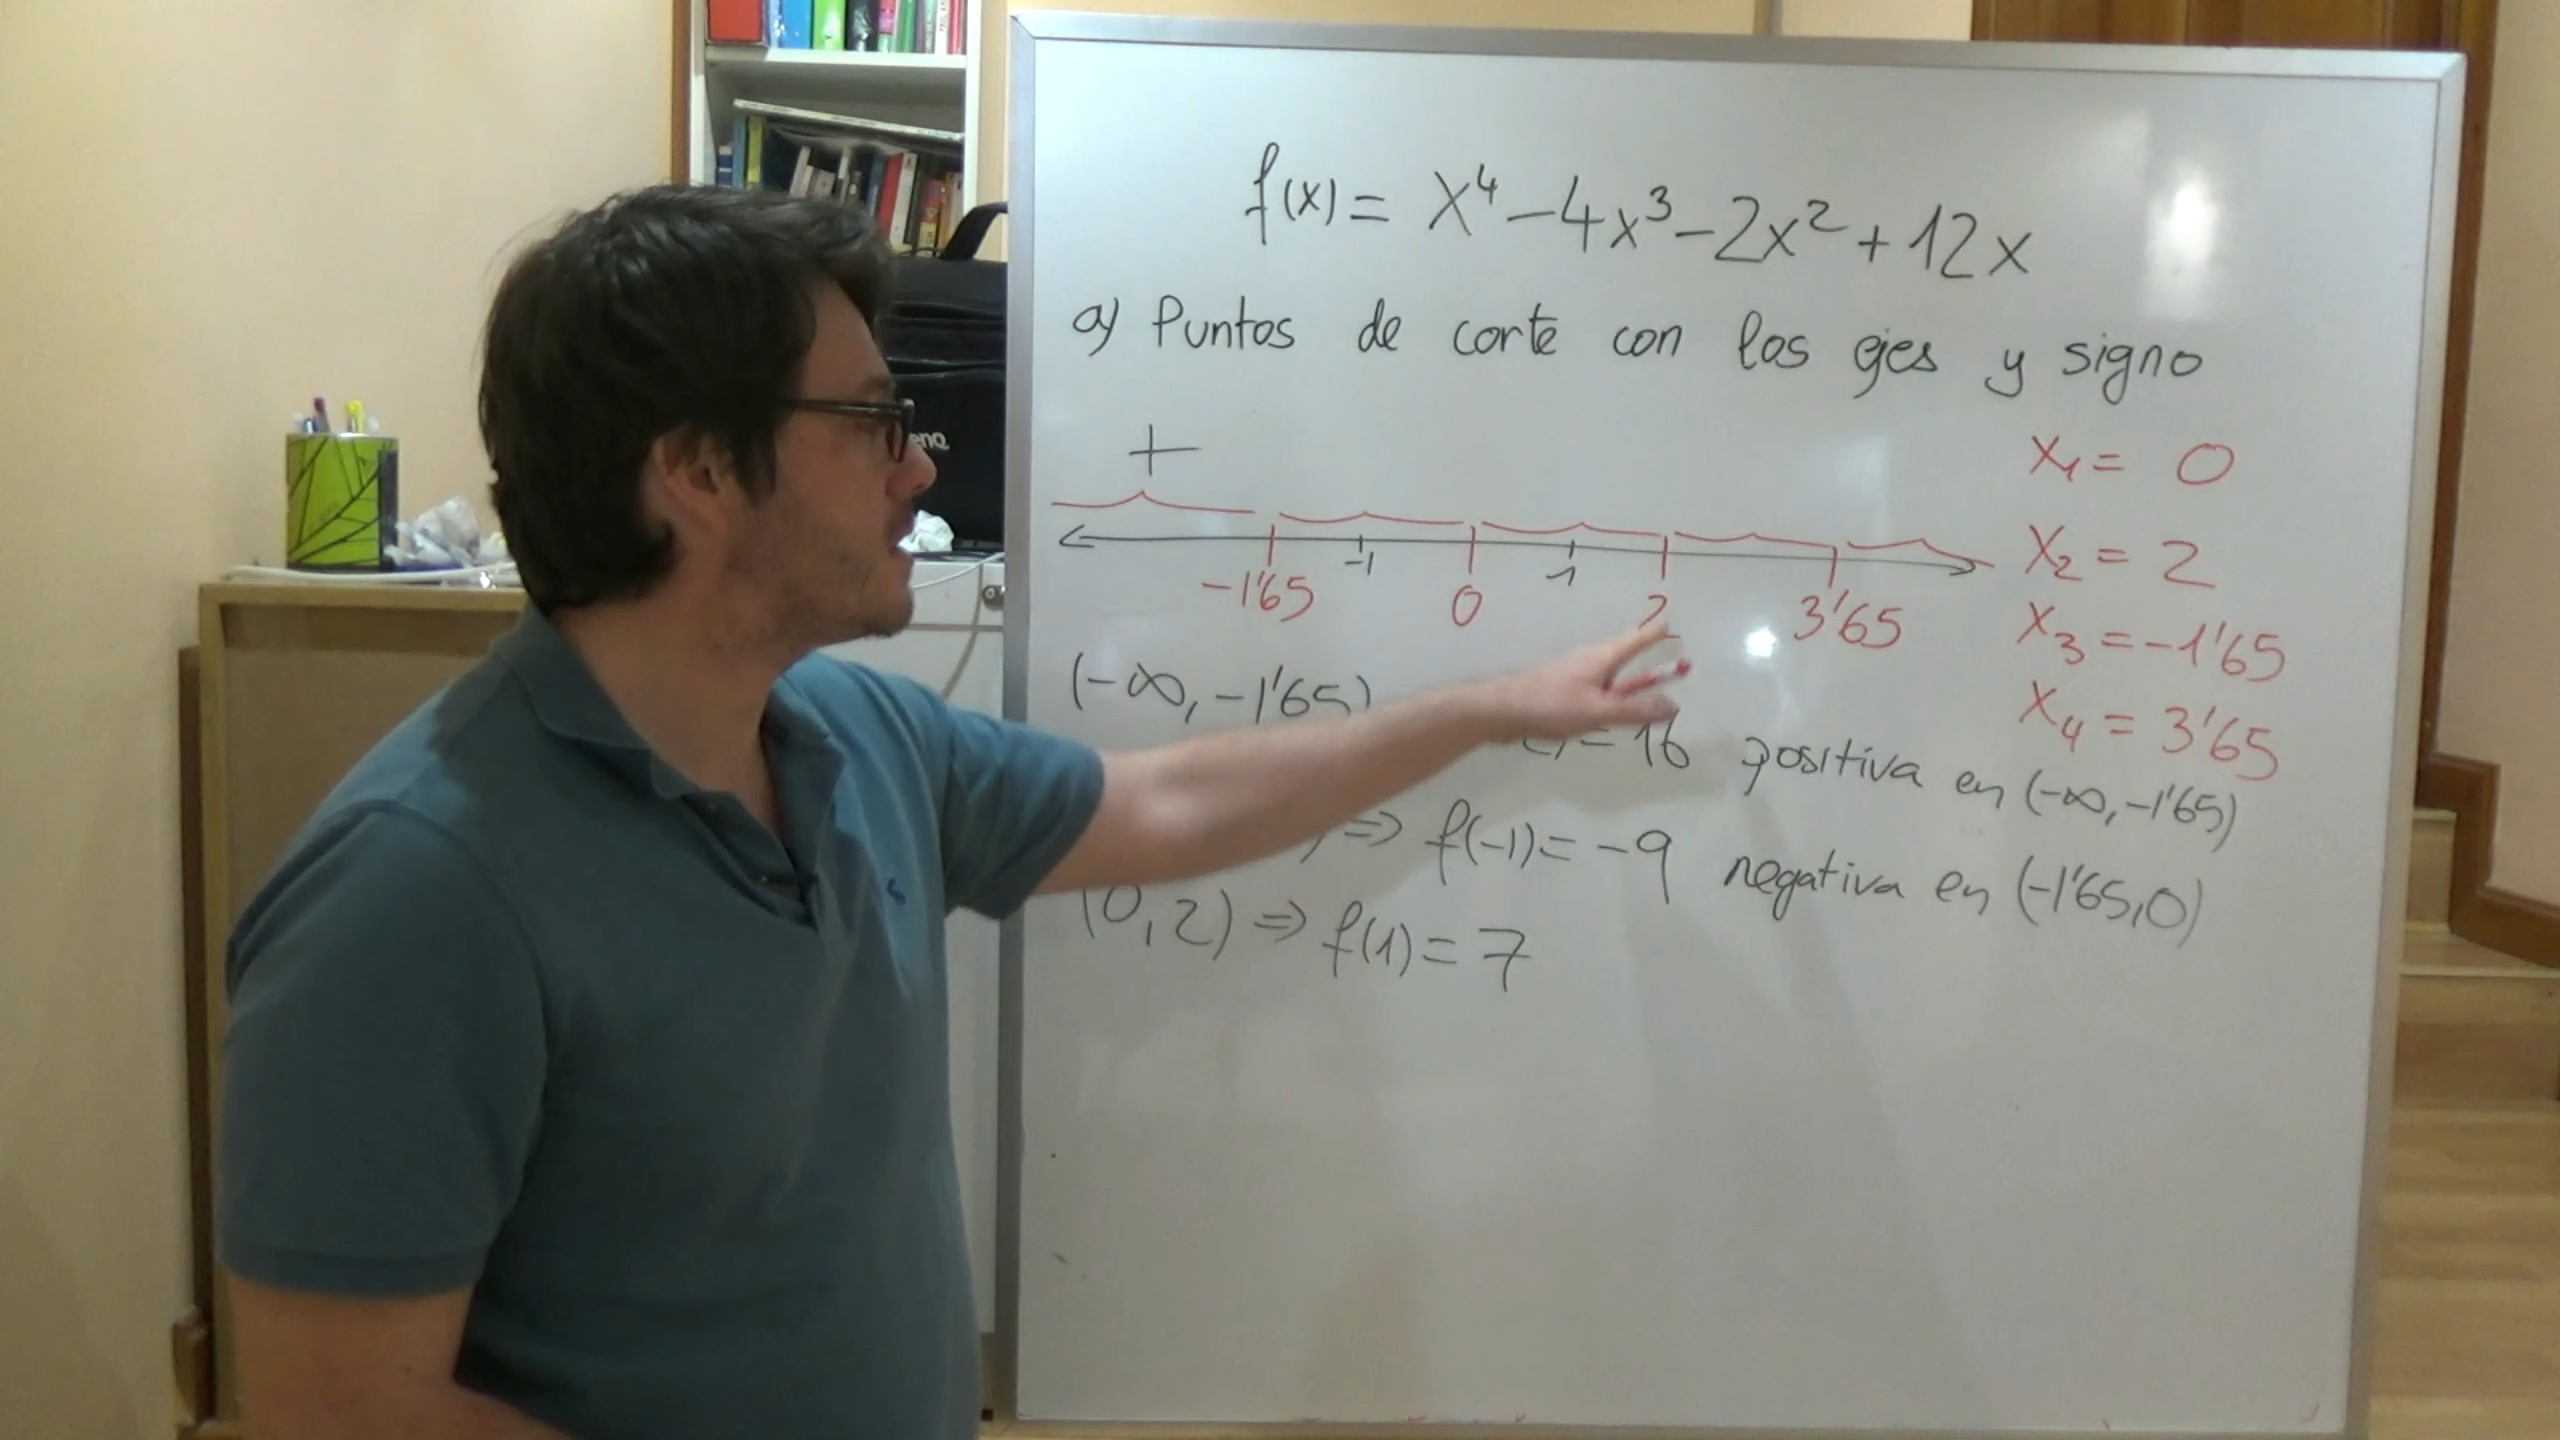 f(x) = x⁴ – 4x³ – 2x² + 12x
a) Puntos de corte con los ejes y signo
+
x₁ = 0
x₂ = 2
-1 1
-1'65 0 2 3'65
x₃ = -1'65
x₄ = 3'65
(-∞, -1'65) = 16 positiva en (-∞, -1'65)
⇒ f(-1) = -9 negativa en (-1'65, 0)
(0, 2) ⇒ f(1) = 7
enq